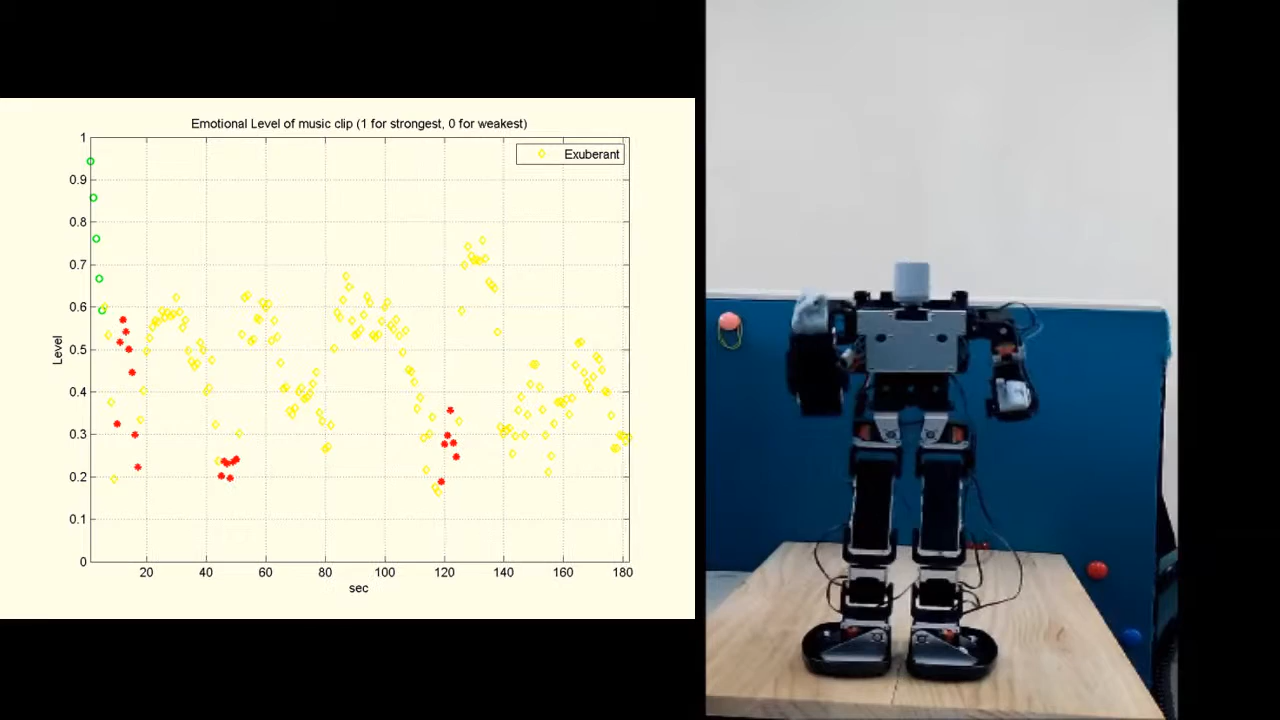 Emotional Level of music clip (1 for strongest, 0 for weakest)
Exuberant
1
0.9
0.8
0.7
0.6
0.5
0.4
0.3
0.2
0.1
0
Level
20 40 60 80 100 120 140 160 180
sec